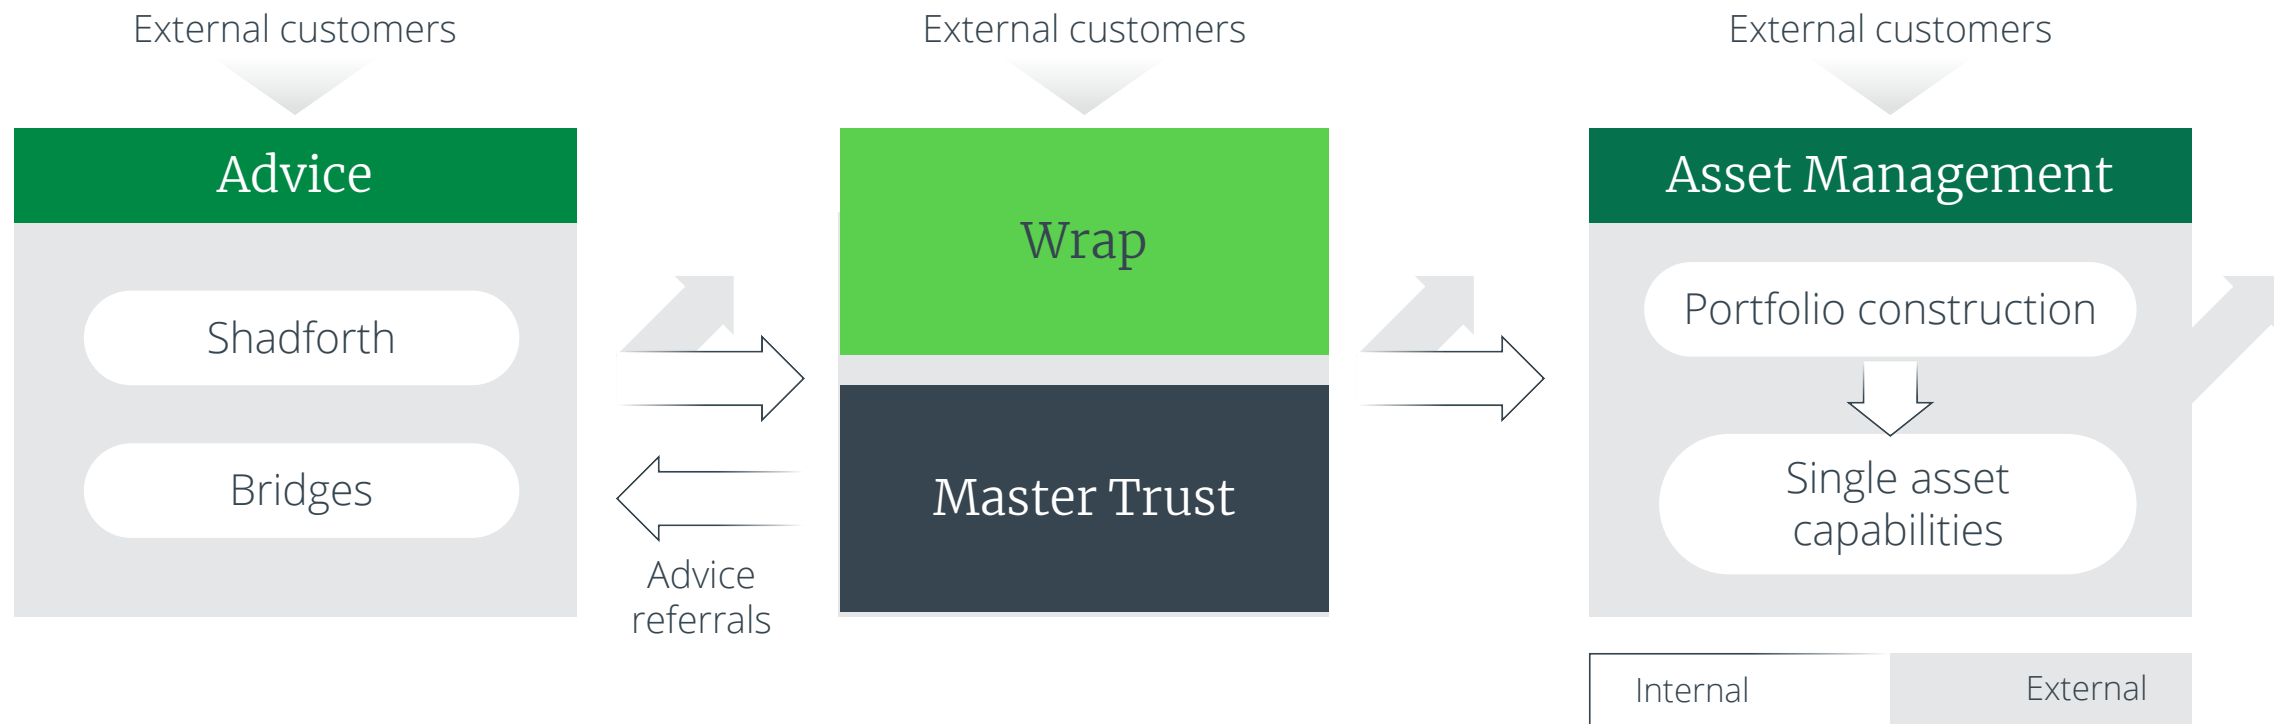 External customers
External customers
External customers
Advice
Shadforth
Bridges
Advice
referrals
Wrap
Master Trust
Asset Management
Portfolio construction
Single asset
capabilities
Internal
External